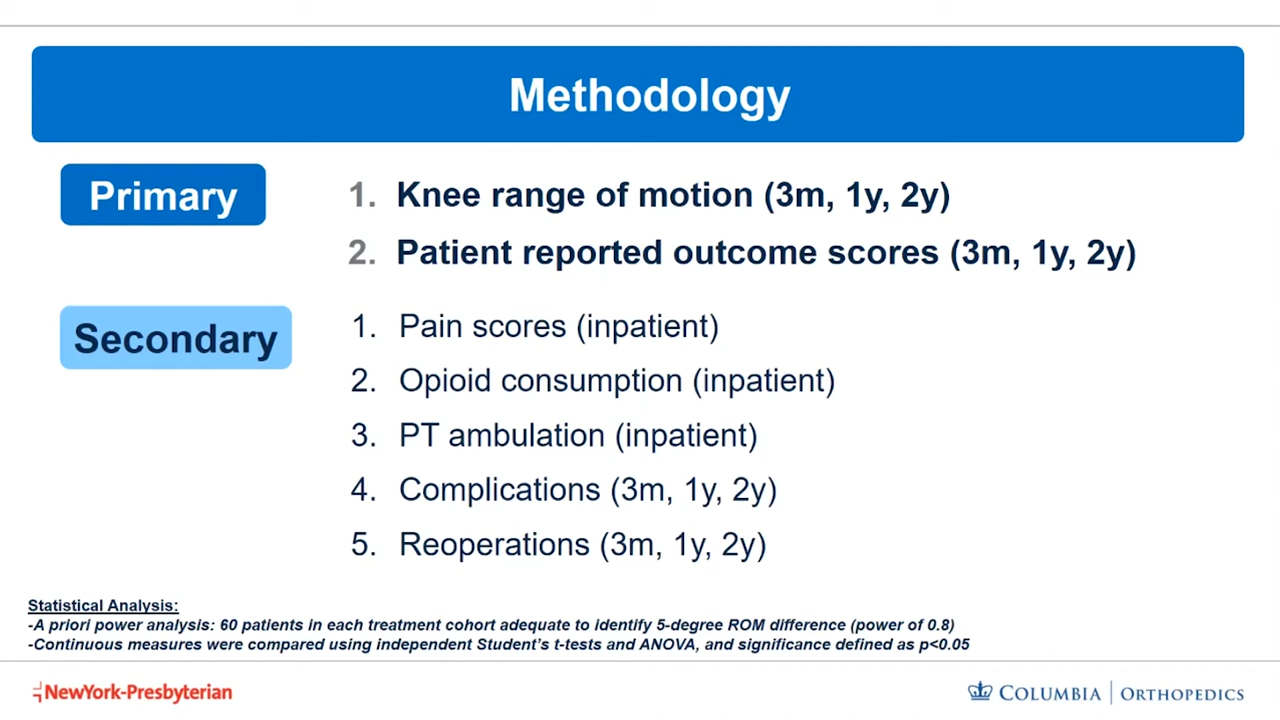 Methodology
Primary
1. Knee range of motion (3m, 1y, 2y)
2. Patient reported outcome scores (3m, 1y, 2y)
Secondary
1. Pain scores (inpatient)
2. Opioid consumption (inpatient)
3. PT ambulation (inpatient)
4. Complications (3m, 1y, 2y)
5. Reoperations (3m, 1y, 2y)
Statistical Analysis:
-A priori power analysis: 60 patients in each treatment cohort adequate to identify 5-degree ROM difference (power of 0.8)
-Continuous measures were compared using independent Student's t-tests and ANOVA, and significance defined as p<0.05
NewYork-Presbyterian
COLUMBIA | ORTHOPEDICS